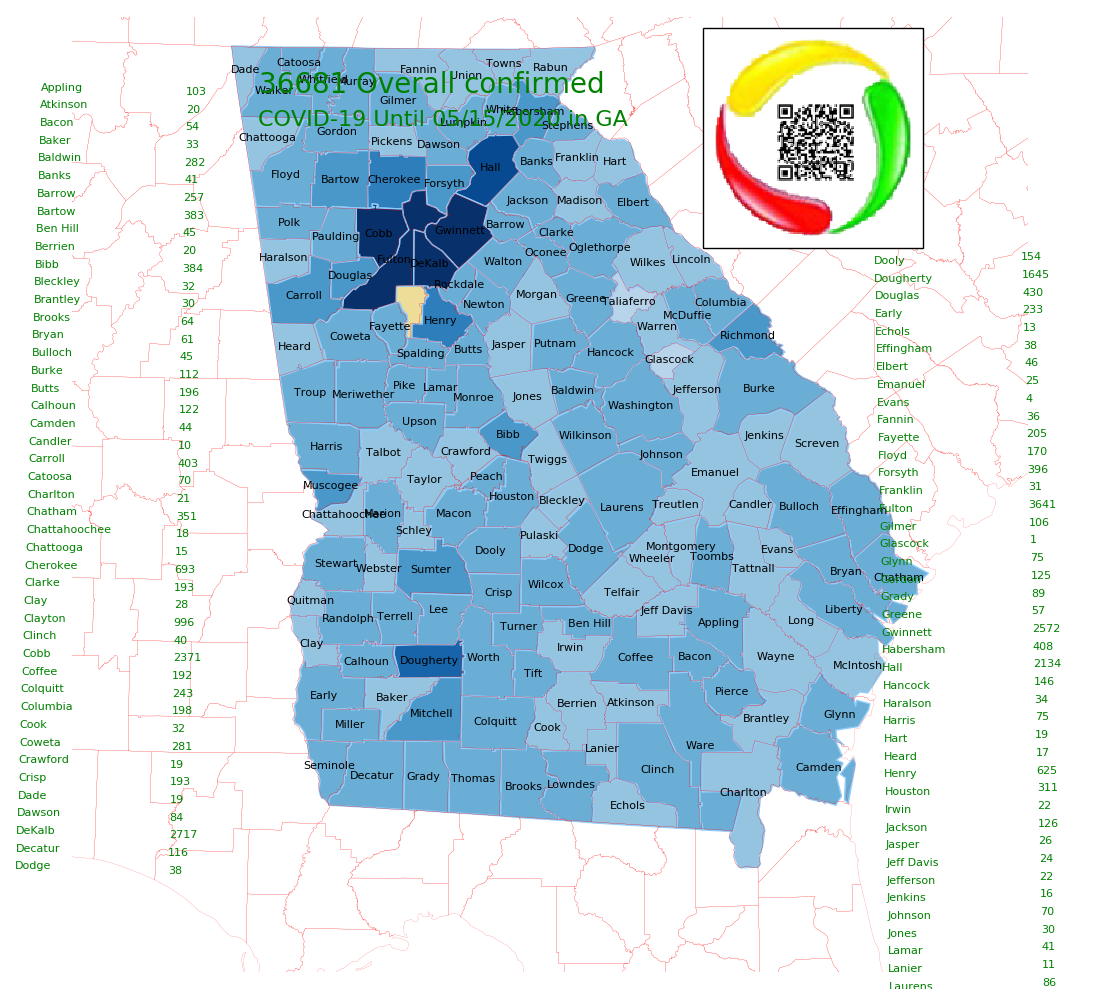 36681 Overall confirmed
COVID-19 Until 05/15/2020 in GA
Appling 103
Atkinson 20
Bacon 54
Baker 33
Baldwin 282
Banks 41
Barrow 257
Bartow 383
Ben Hill 45
Berrien 20
Bibb 384
Bleckley 32
Brantley 30
Brooks 64
Bryan 61
Bulloch 45
Burke 112
Butts 196
Calhoun 122
Camden 44
Candler 10
Carroll 403
Catoosa 70
Charlton 21
Chatham 351
Chattahoochee 18
Chattooga 15
Cherokee 693
Clarke 193
Clay 28
Clayton 996
Clinch 40
Cobb 2371
Coffee 192
Colquitt 243
Columbia 198
Cook 32
Coweta 281
Crawford 19
Crisp 193
Dade 19
Dawson 84
DeKalb 2717
Decatur 116
Dodge 38
Dade
Catoosa
Walker
Whitfield
Murray
Fannin
Union
Towns
Rabun
Gilmer
White
Habersham
Lumpkin
Stephens
Chattooga
Gordon
Pickens
Dawson
Floyd
Bartow
Cherokee
Forsyth
Hall
Banks
Franklin
Hart
Jackson
Madison
Elbert
Polk
Paulding
Cobb
Gwinnett
Barrow
Clarke
Oconee
Oglethorpe
Haralson
Fulton
DeKalb
Walton
Wilkes
Lincoln
Douglas
Rockdale
Carroll
Newton
Morgan
Greene
Taliaferro
Columbia
McDuffie
Warren
Richmond
Fayette
Henry
Heard
Coweta
Spalding
Butts
Jasper
Putnam
Hancock
Glascock
Troup
Meriwether
Pike
Lamar
Monroe
Jones
Baldwin
Washington
Jefferson
Burke
Upson
Bibb
Wilkinson
Harris
Talbot
Crawford
Twiggs
Johnson
Jenkins
Screven
Muscogee
Taylor
Peach
Houston
Bleckley
Emanuel
Chattahoochee
Marion
Macon
Laurens
Treutlen
Candler
Bulloch
Effingham
Schley
Pulaski
Dooly
Dodge
Montgomery
Wheeler
Toombs
Evans
Tattnall
Bryan
Chatham
Stewart
Webster
Sumter
Crisp
Wilcox
Telfair
Quitman
Randolph
Terrell
Lee
Turner
Ben Hill
Jeff Davis
Appling
Long
Liberty
Clay
Calhoun
Dougherty
Worth
Irwin
Coffee
Bacon
Wayne
McIntosh
Tift
Early
Baker
Miller
Mitchell
Colquitt
Berrien
Atkinson
Pierce
Brantley
Glynn
Cook
Lanier
Ware
Seminole
Decatur
Grady
Thomas
Brooks
Lowndes
Clinch
Charlton
Camden
Echols
Dooly 154
Dougherty 1645
Douglas 430
Early 233
Echols 13
Effingham 38
Elbert 46
Emanuel 25
Evans 4
Fannin 36
Fayette 205
Floyd 170
Forsyth 396
Franklin 31
Fulton 3641
Gilmer 106
Glascock 1
Glynn 75
Gordon 125
Grady 89
Greene 57
Gwinnett 2572
Habersham 408
Hall 2134
Hancock 146
Haralson 34
Harris 75
Hart 19
Heard 17
Henry 625
Houston 311
Irwin 22
Jackson 126
Jasper 26
Jeff Davis 24
Jefferson 22
Jenkins 16
Johnson 70
Jones 30
Lamar 41
Lanier 11
Laurens 86